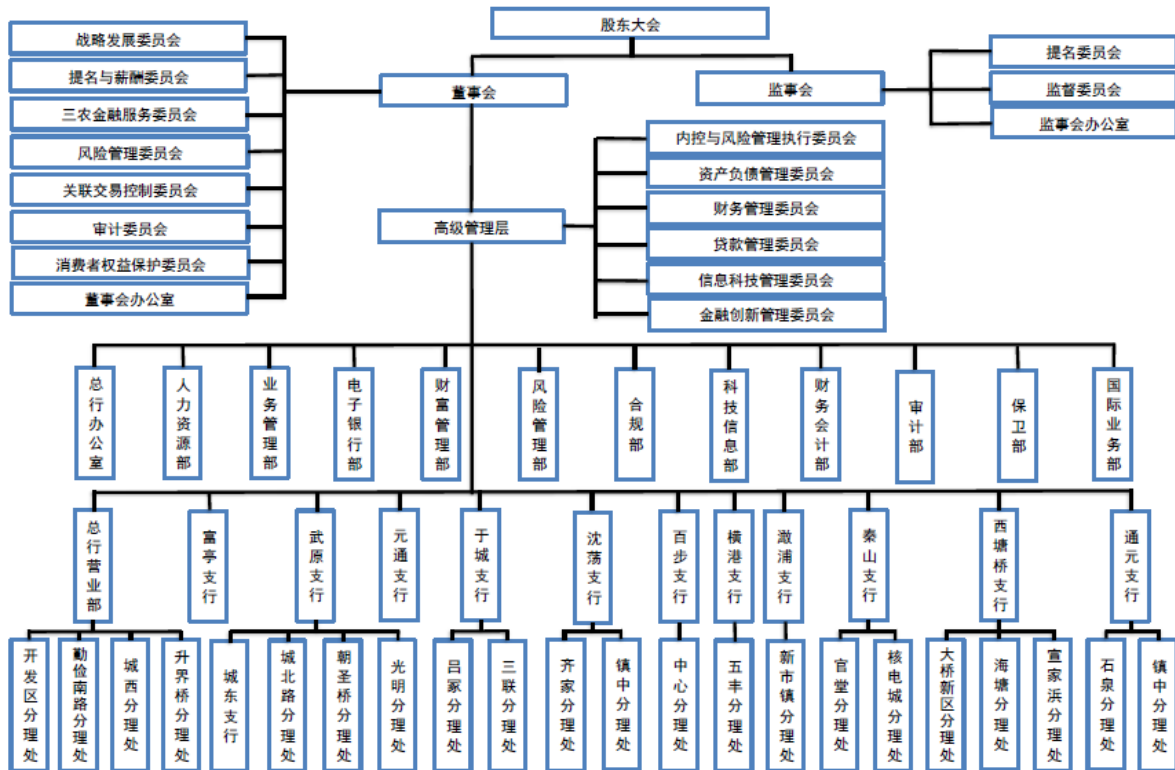 股东大会
董事会
监事会
战略发展委员会
提名与薪酬委员会
三农金融服务委员会
风险管理委员会
关联交易控制委员会
审计委员会
消费者权益保护委员会
董事会办公室
提名委员会
监督委员会
监事会办公室
高级管理层
内控与风险管理执行委员会
资产负债管理委员会
财务管理委员会
贷款管理委员会
信息科技管理委员会
金融创新管理委员会
总行办公室
人力资源部
业务管理部
电子银行部
财富管理部
风险管理部
合规部
科技信息部
财务会计部
审计部
保卫部
国际业务部
总行营业部
富亭支行
武原支行
元通支行
于城支行
沈荡支行
百步支行
横港支行
澉浦支行
秦山支行
西塘桥支行
通元支行
开发区分理处
勤俭南路分理处
城西分理处
升界桥分理处
城东支行
城北路分理处
朝圣桥分理处
光明分理处
吕冢分理处
三联分理处
齐家分理处
镇中分理处
中心分理处
五丰分理处
新市镇分理处
官堂分理处
核电城分理处
大桥新区分理处
海塘分理处
宣家浜分理处
石泉分理处
镇中分理处